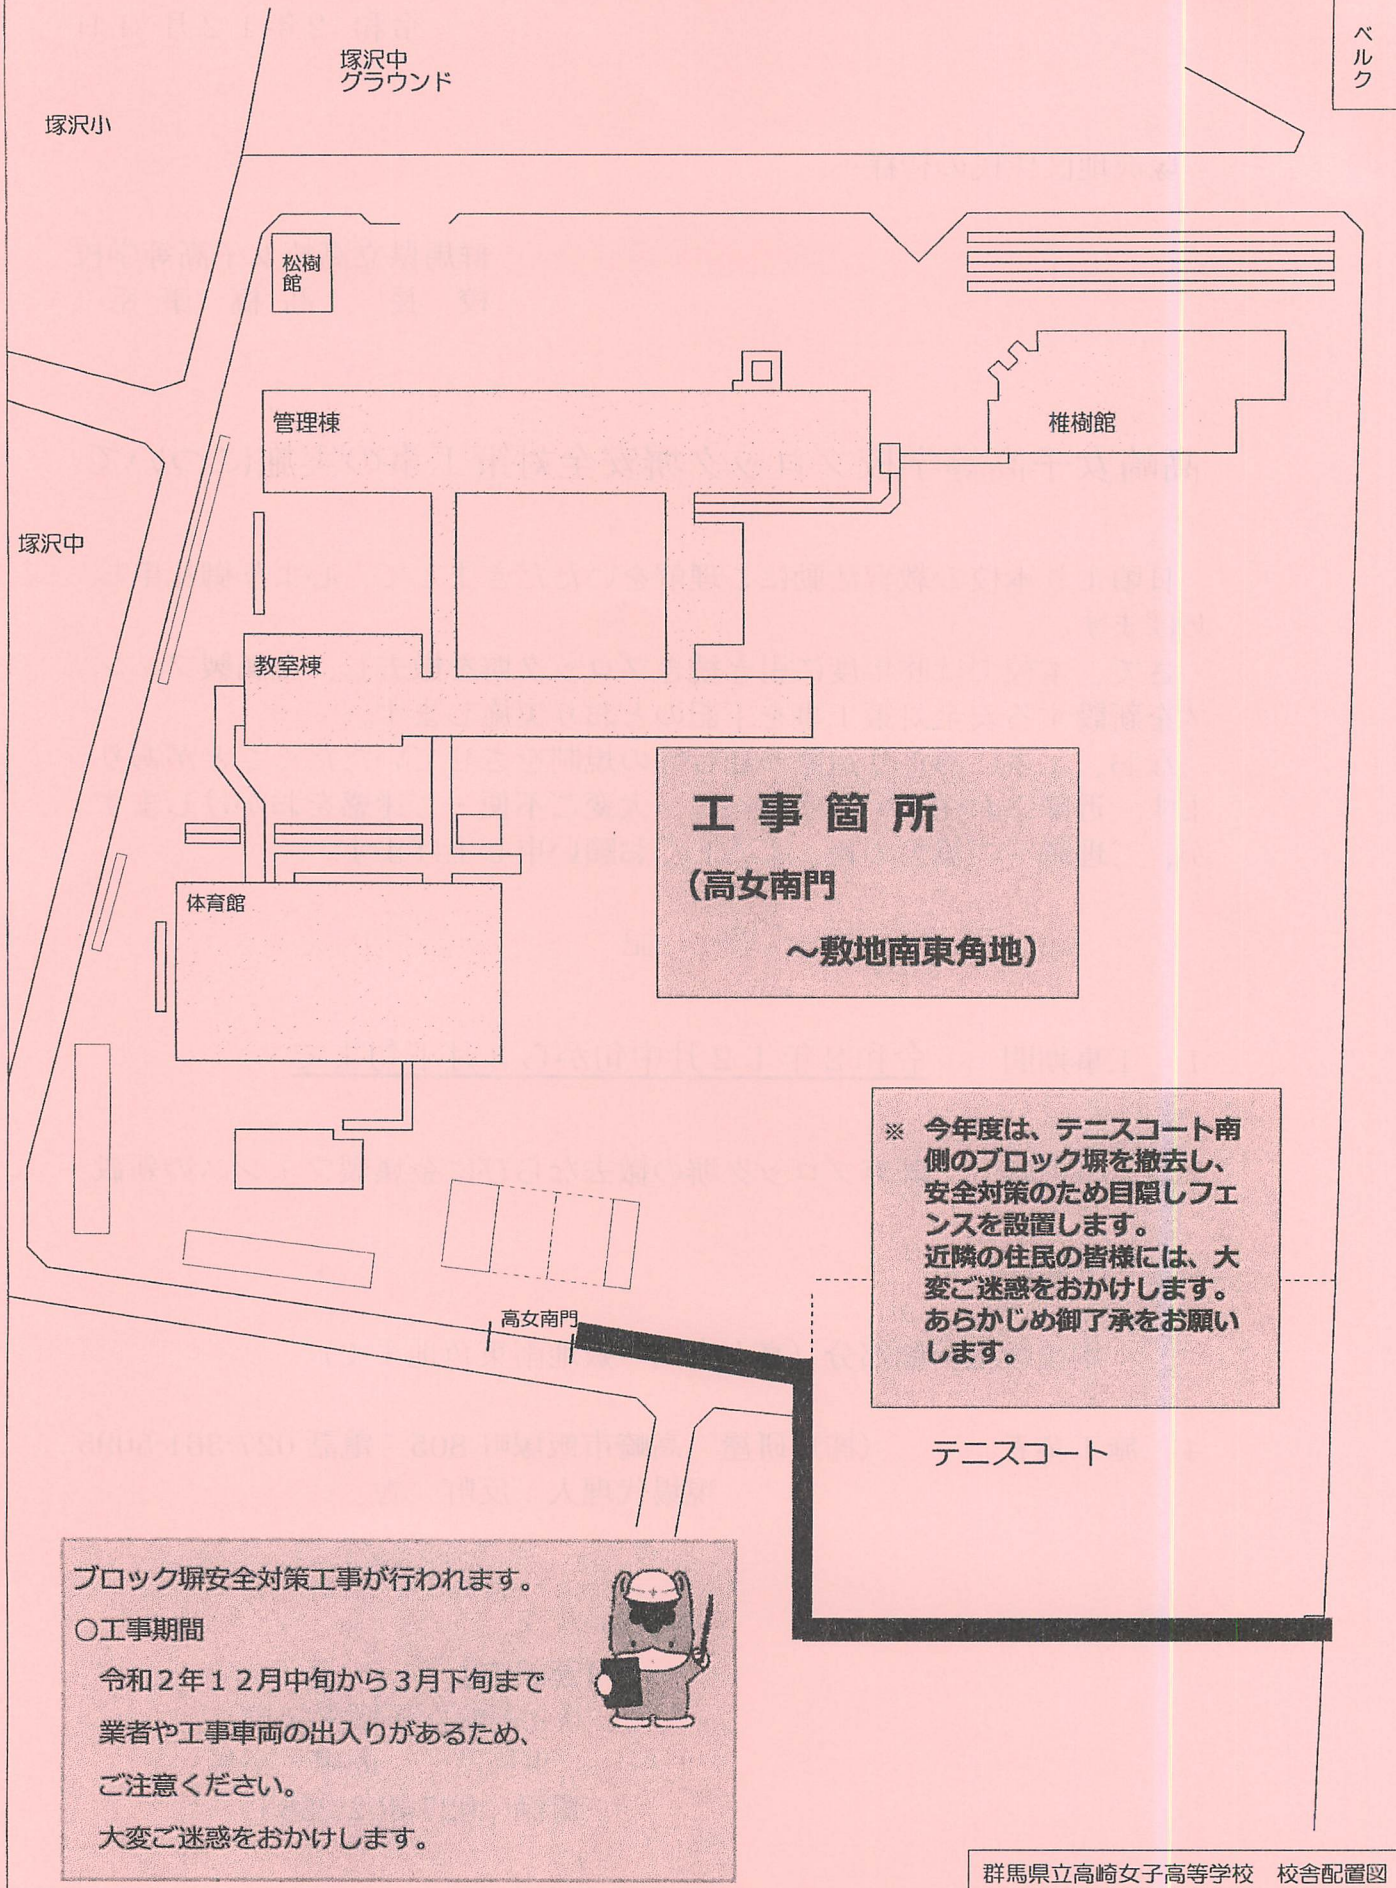 ベルク
塚沢中
グラウンド
塚沢小
松樹
館
管理棟
椎樹館
塚沢中
教室棟
工事箇所
（高女南門
～敷地南東角地）
体育館
※ 今年度は、テニスコート南
側のブロック塀を撤去し、
安全対策のため目隠しフェ
ンスを設置します。
近隣の住民の皆様には、大
変ご迷惑をおかけします。
あらかじめ御了承をお願い
します。
高女南門
テニスコート
ブロック塀安全対策工事が行われます。
○工事期間
令和２年１２月中旬から３月下旬まで
業者や工事車両の出入りがあるため、
ご注意ください。
大変ご迷惑をおかけします。
群馬県立高崎女子高等学校　校舎配置図